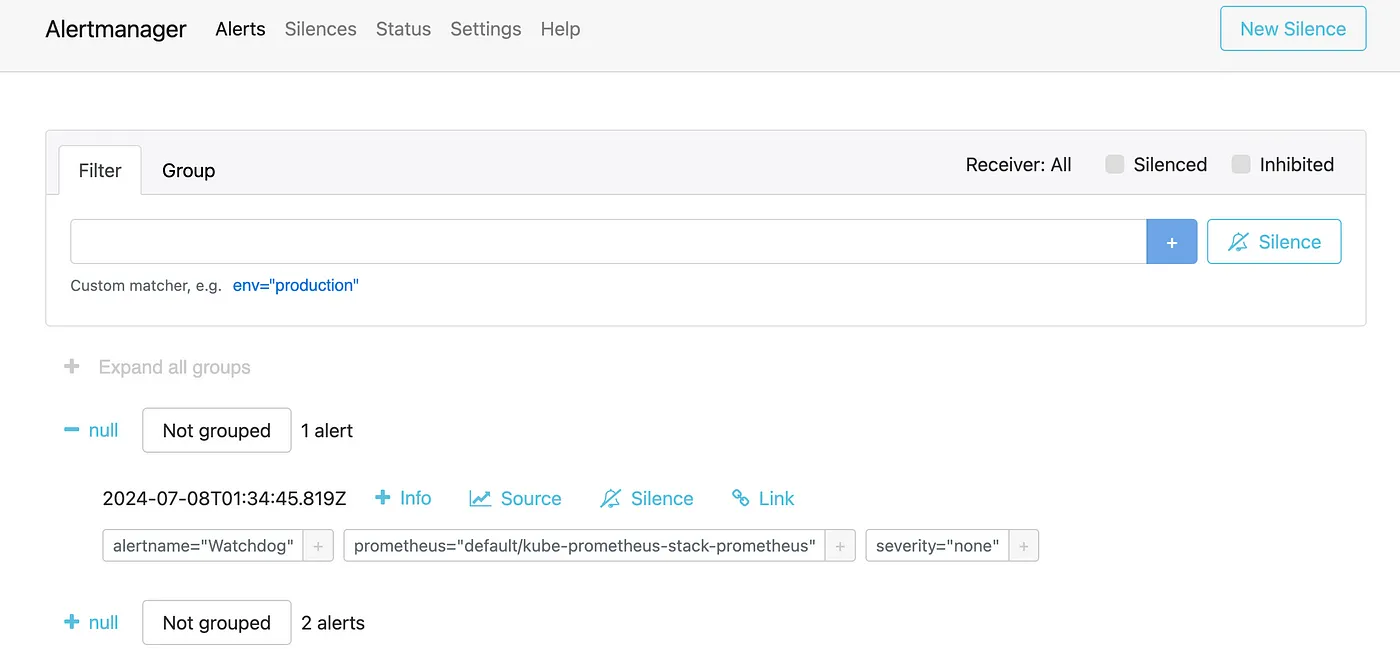 Alertmanager Alerts Silences Status Settings Help New Silence
Filter Group Receiver: All Silenced Inhibited
+ Silence
Custom matcher, e.g. env="production"
+ Expand all groups
− null Not grouped 1 alert
2024-07-08T01:34:45.819Z + Info Source Silence Link
alertname="Watchdog" + prometheus="default/kube-prometheus-stack-prometheus" + severity="none" +
+ null Not grouped 2 alerts